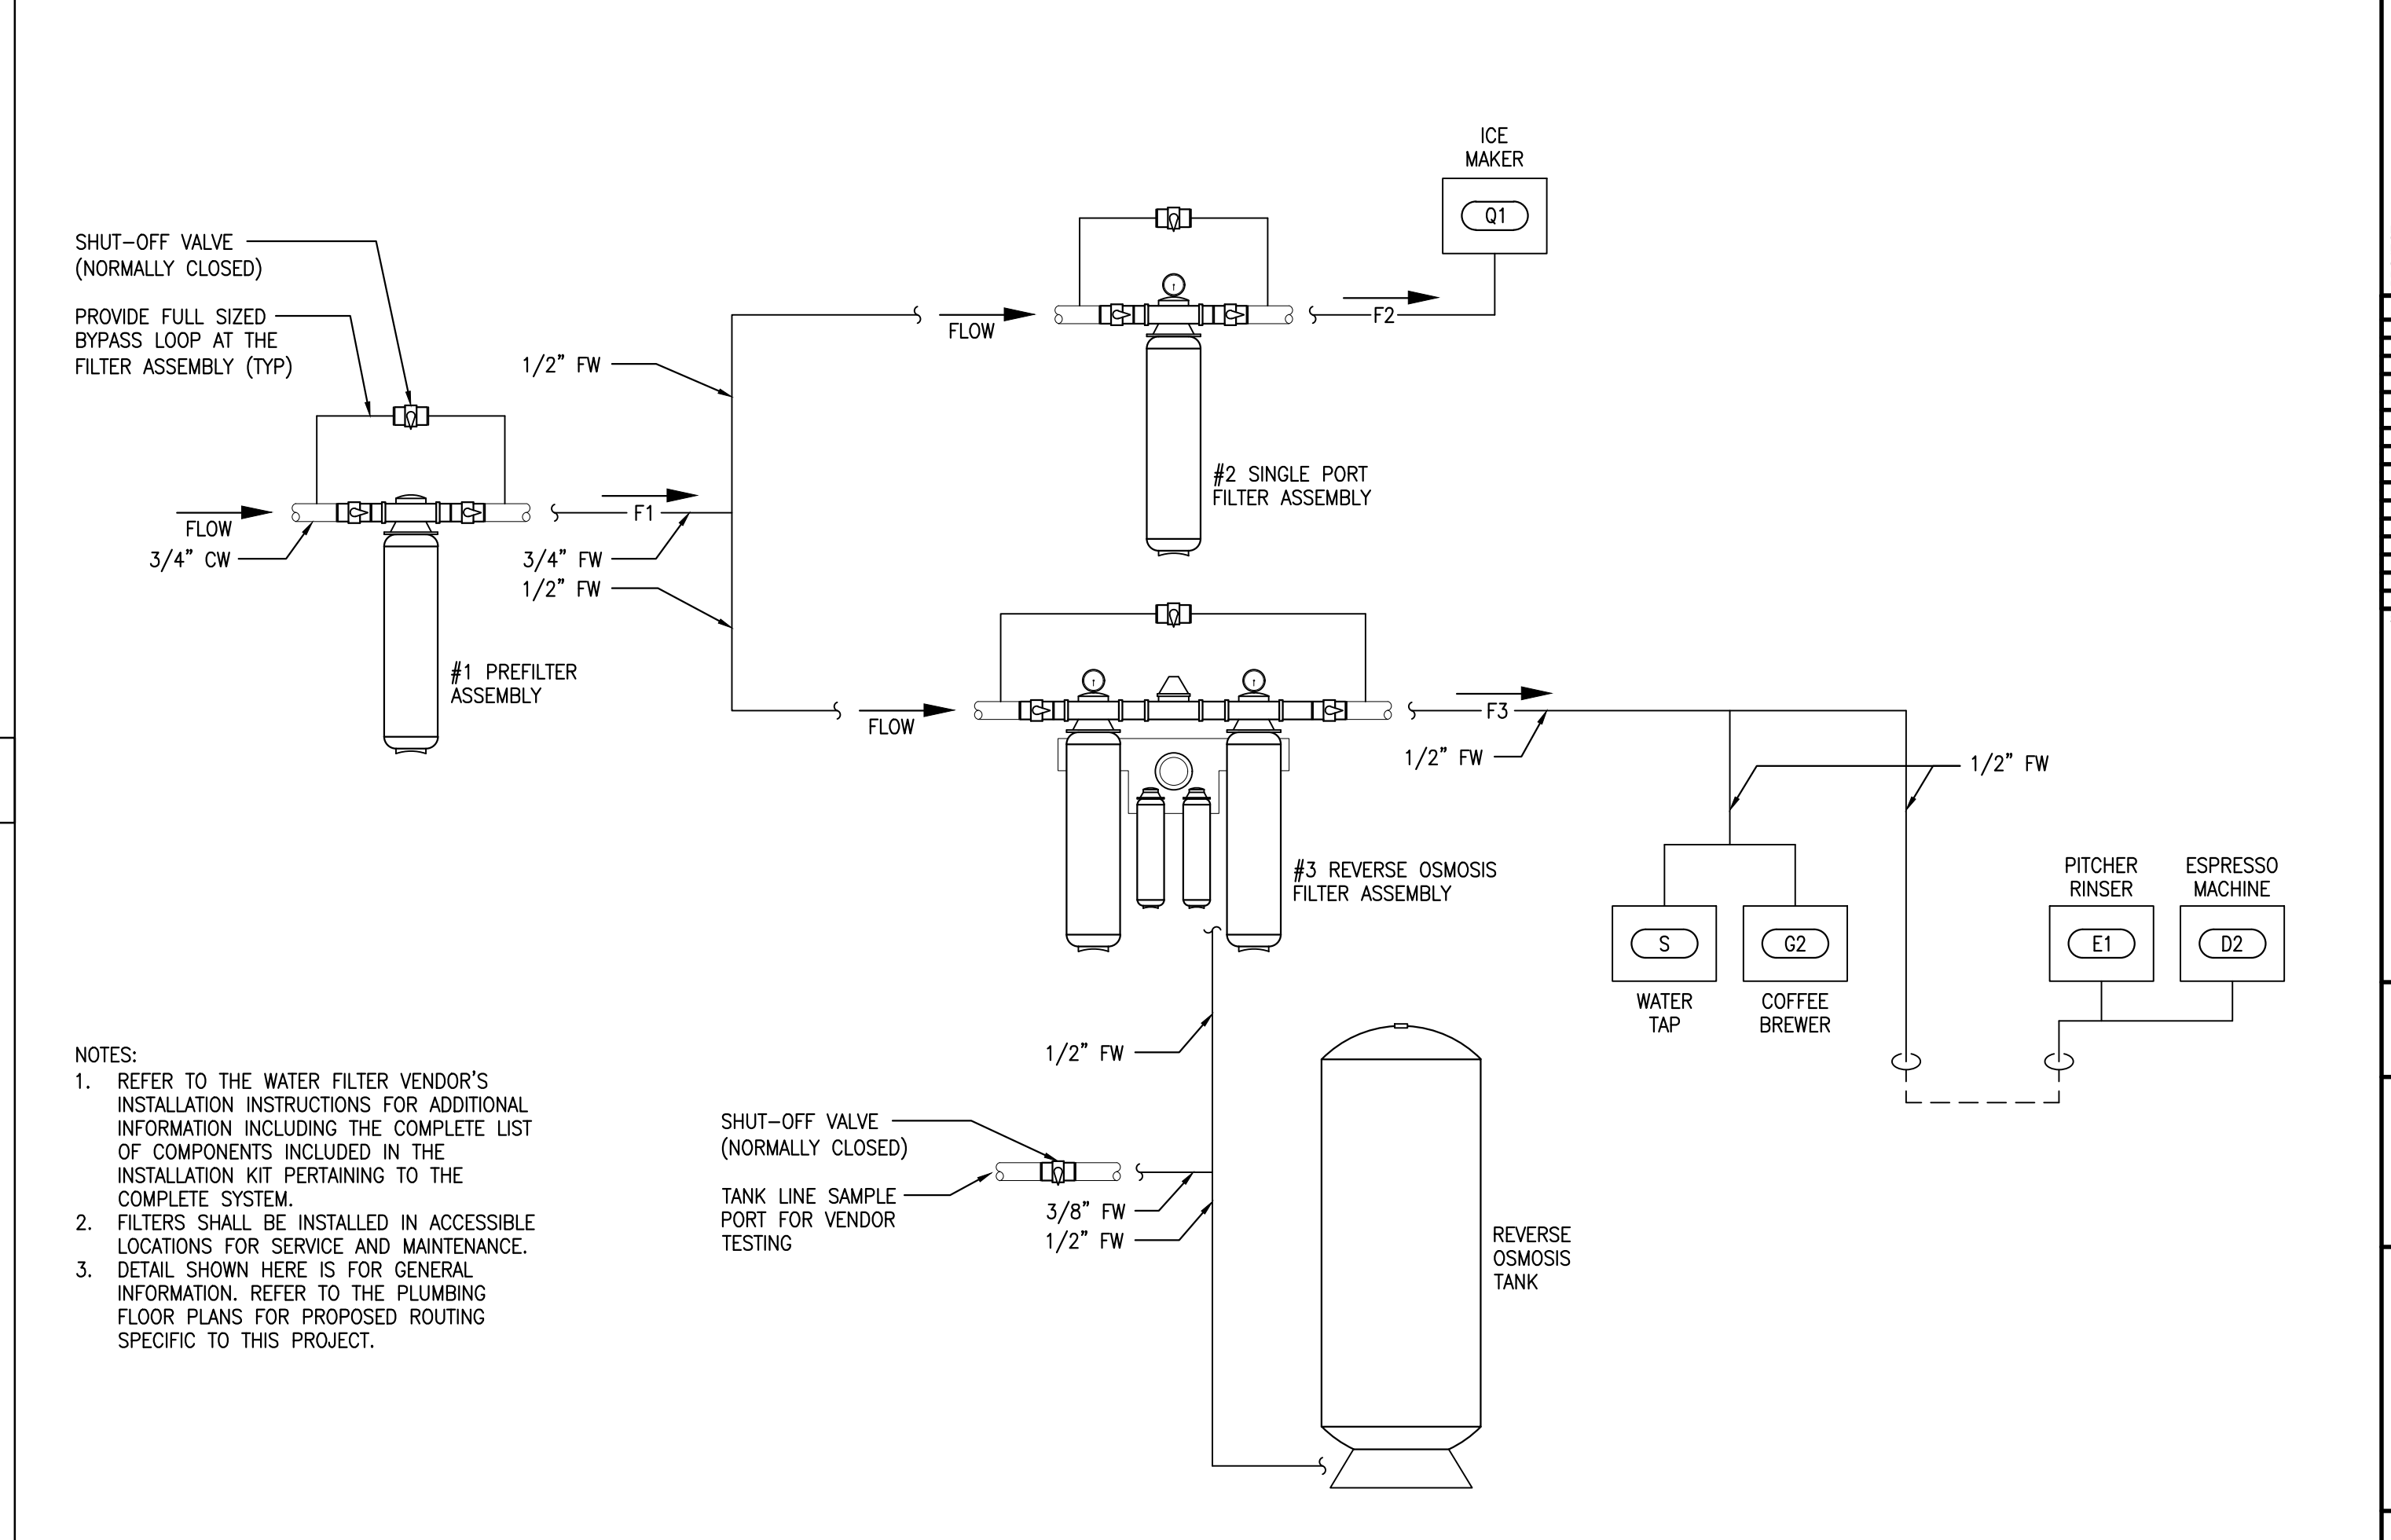 ICE
MAKER
Q1
SHUT-OFF VALVE
(NORMALLY CLOSED)
PROVIDE FULL SIZED
BYPASS LOOP AT THE
FILTER ASSEMBLY (TYP)
1/2" FW
FLOW
F2
#2 SINGLE PORT
FILTER ASSEMBLY
FLOW
3/4" CW
F1
3/4" FW
1/2" FW
#1 PREFILTER
ASSEMBLY
FLOW
F3
1/2" FW
1/2" FW
#3 REVERSE OSMOSIS
FILTER ASSEMBLY
PITCHER
RINSER
ESPRESSO
MACHINE
S
G2
E1
D2
WATER
TAP
COFFEE
BREWER
1/2" FW
SHUT-OFF VALVE
(NORMALLY CLOSED)
TANK LINE SAMPLE
PORT FOR VENDOR
TESTING
3/8" FW
1/2" FW
REVERSE
OSMOSIS
TANK
NOTES:
1. REFER TO THE WATER FILTER VENDOR'S
INSTALLATION INSTRUCTIONS FOR ADDITIONAL
INFORMATION INCLUDING THE COMPLETE LIST
OF COMPONENTS INCLUDED IN THE
INSTALLATION KIT PERTAINING TO THE
COMPLETE SYSTEM.
2. FILTERS SHALL BE INSTALLED IN ACCESSIBLE
LOCATIONS FOR SERVICE AND MAINTENANCE.
3. DETAIL SHOWN HERE IS FOR GENERAL
INFORMATION. REFER TO THE PLUMBING
FLOOR PLANS FOR PROPOSED ROUTING
SPECIFIC TO THIS PROJECT.